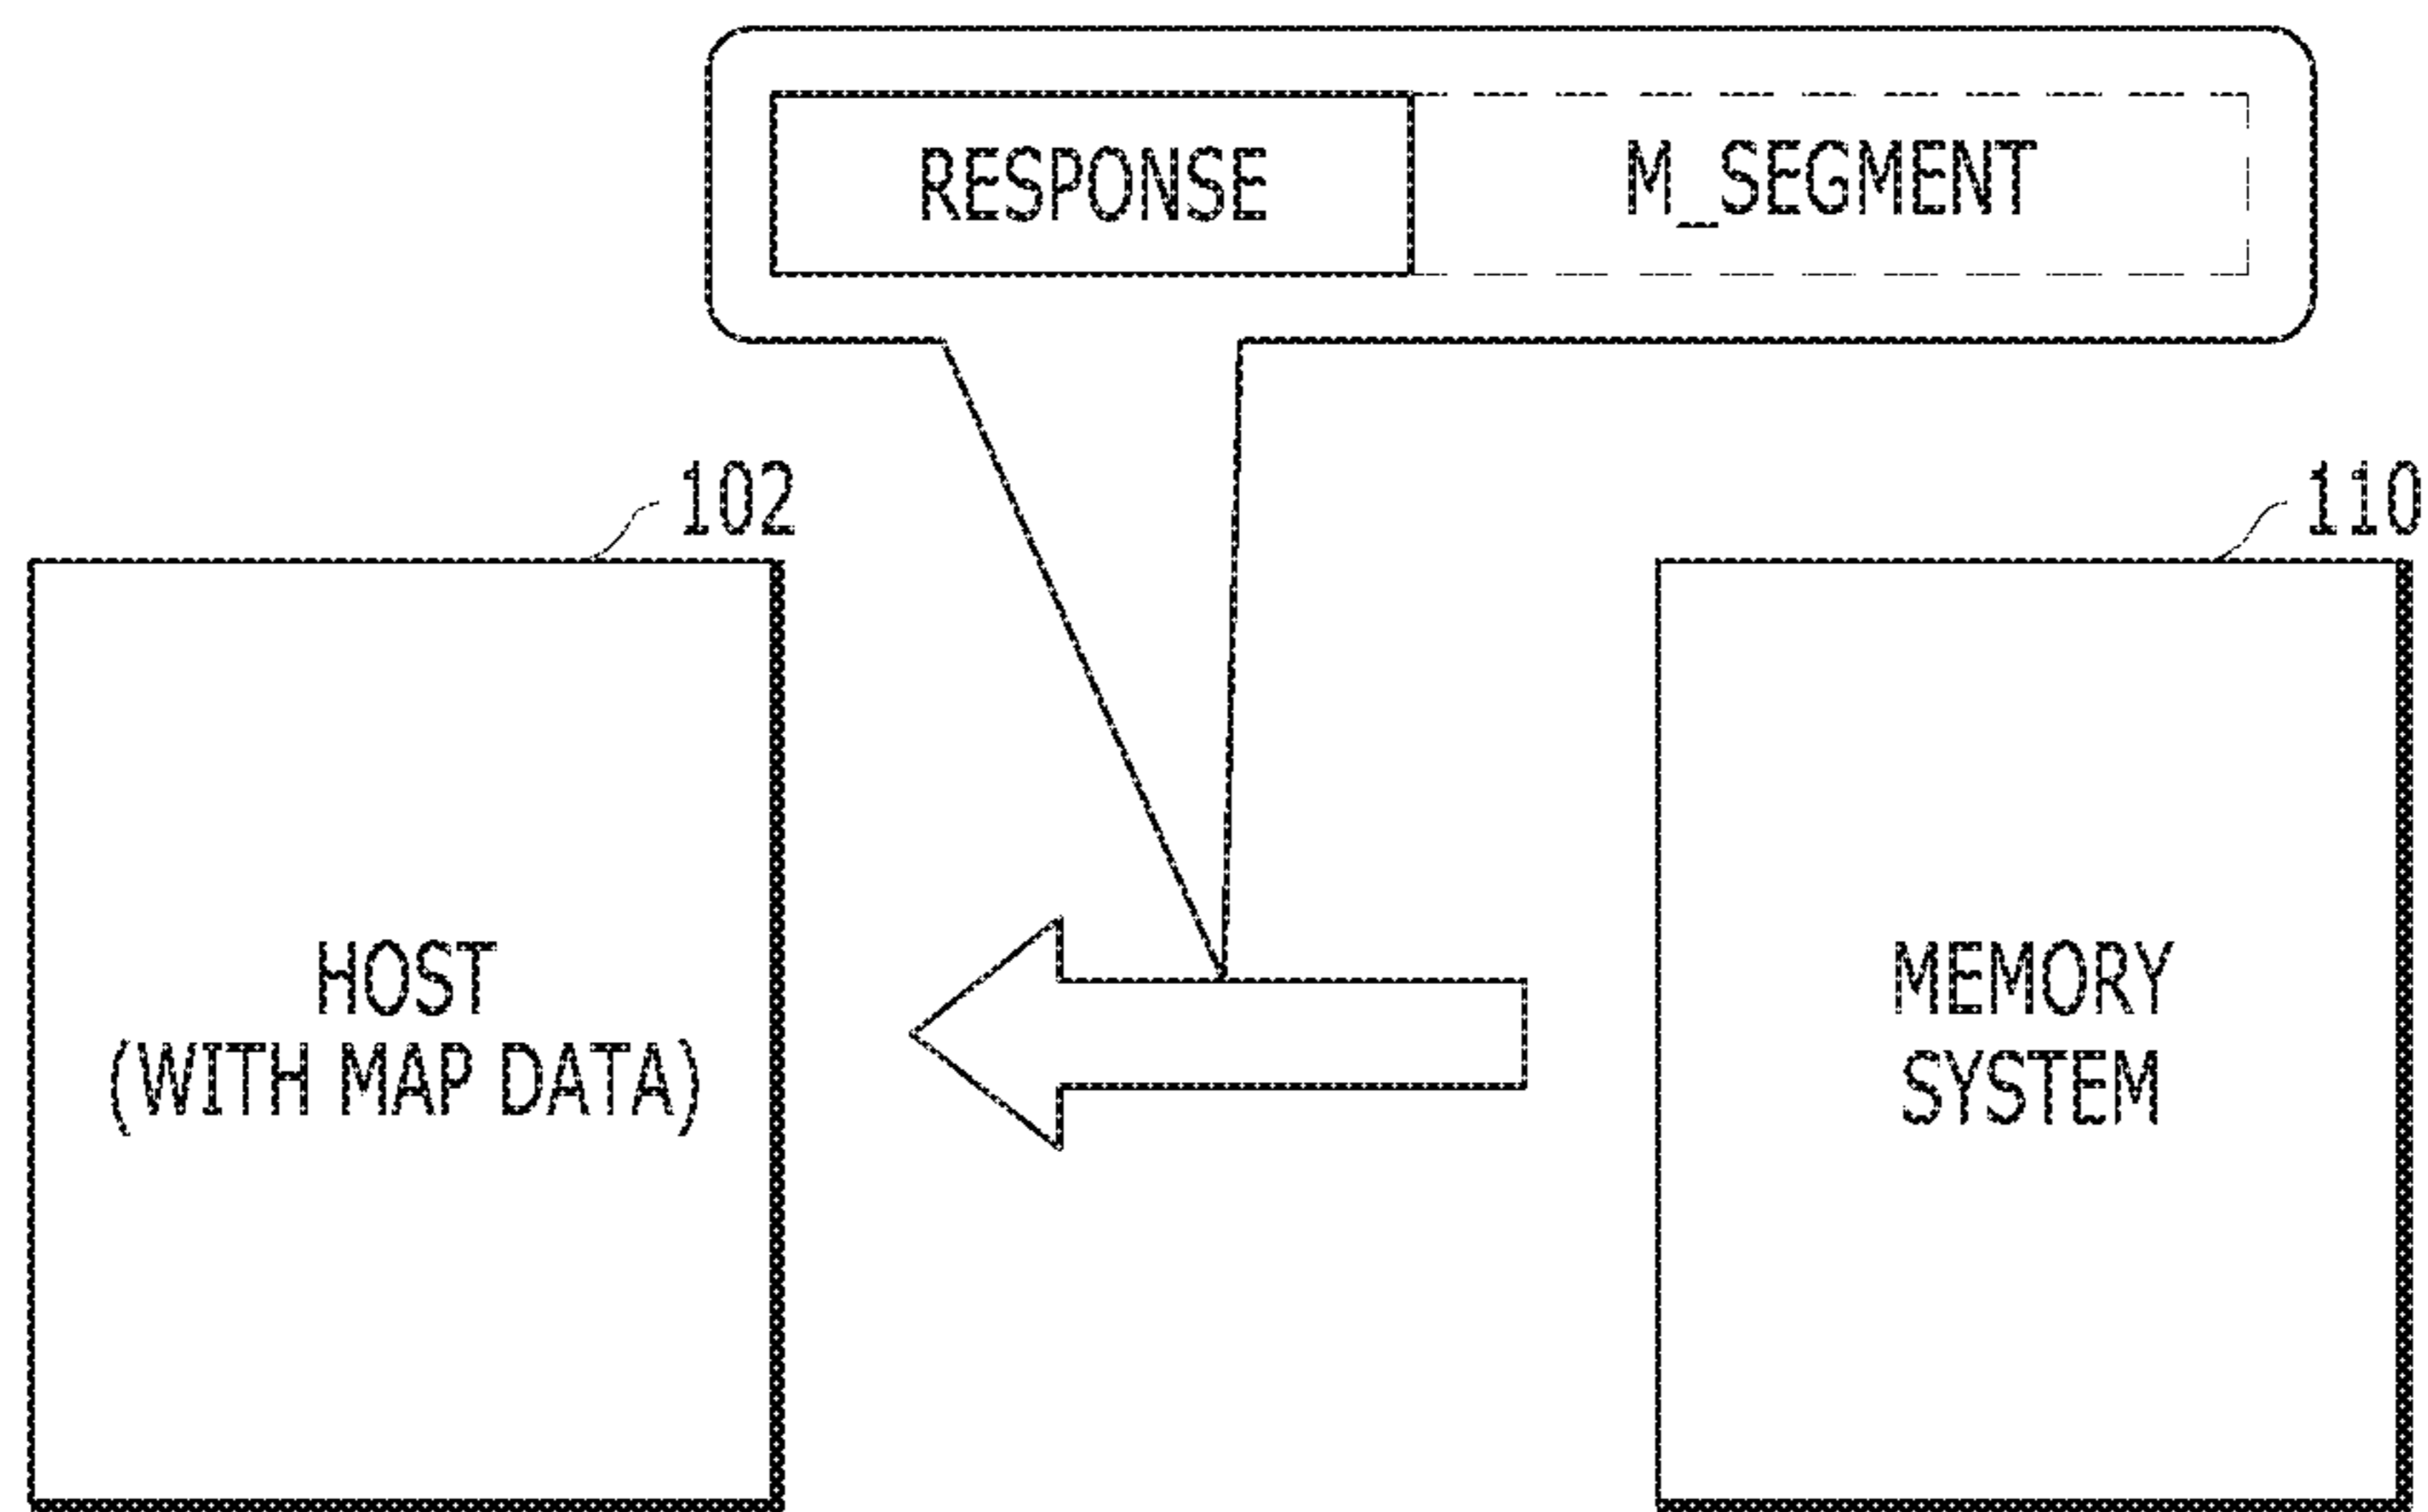 RESPONSE M_SEGMENT
102
110
HOST
(WITH MAP DATA)
MEMORY
SYSTEM